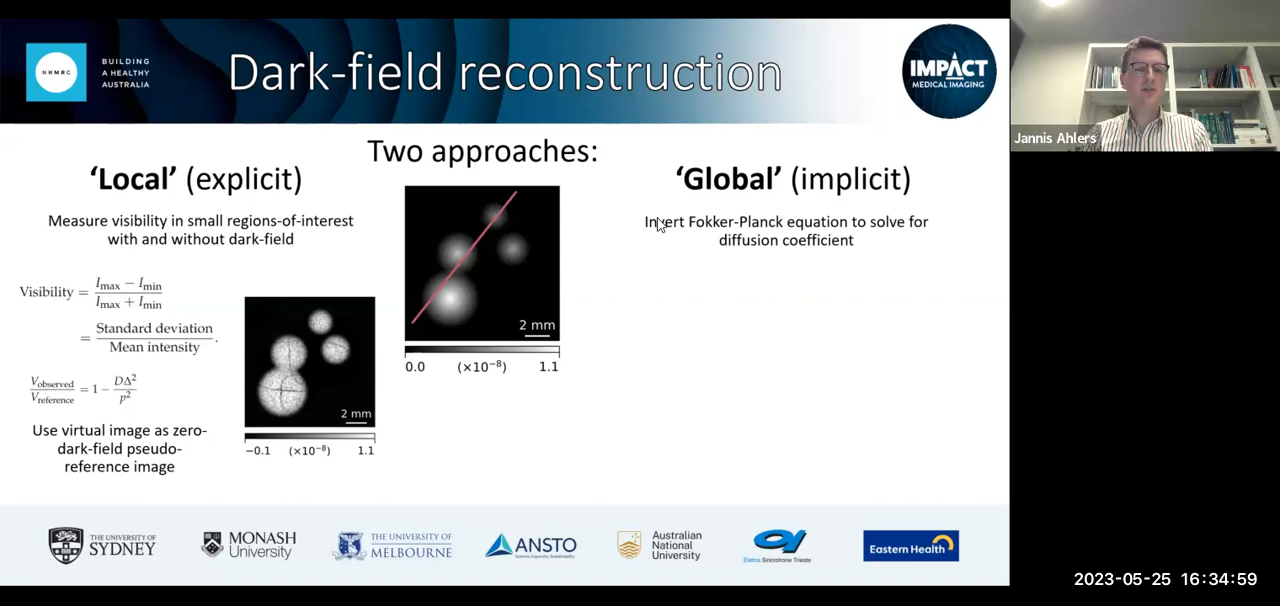 NHMRC
BUILDING
A HEALTHY
AUSTRALIA
Dark-field reconstruction
IMPACT
MEDICAL IMAGING
Jannis Ahlers
Two approaches:
‘Local’ (explicit)
Measure visibility in small regions-of-interest
with and without dark-field
Visibility = (I_max − I_min) / (I_max + I_min)
= Standard deviation / Mean intensity.
V_observed / V_reference = 1 − DΔ² / p²
Use virtual image as zero-
dark-field pseudo-
reference image
2 mm
−0.1 (×10⁻⁸) 1.1
2 mm
0.0 (×10⁻⁸) 1.1
‘Global’ (implicit)
Invert Fokker-Planck equation to solve for
diffusion coefficient
THE UNIVERSITY OF
SYDNEY
MONASH
University
THE UNIVERSITY OF
MELBOURNE
ANSTO
Australian
National
University
Elettra Sincrotrone Trieste
Eastern Health
2023-05-25 16:34:59